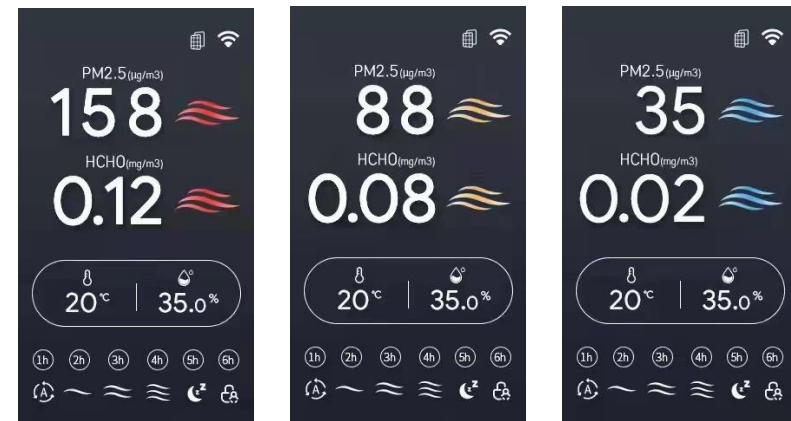 PM2.5(μg/m3)
158
HCHO(mg/m3)
0.12
20℃
35.0%
1h 2h 3h 4h 5h 6h
A
z z
PM2.5(μg/m3)
88
HCHO(mg/m3)
0.08
20℃
35.0%
1h 2h 3h 4h 5h 6h
A
z z
PM2.5(μg/m3)
35
HCHO(mg/m3)
0.02
20℃
35.0%
1h 2h 3h 4h 5h 6h
A
z z